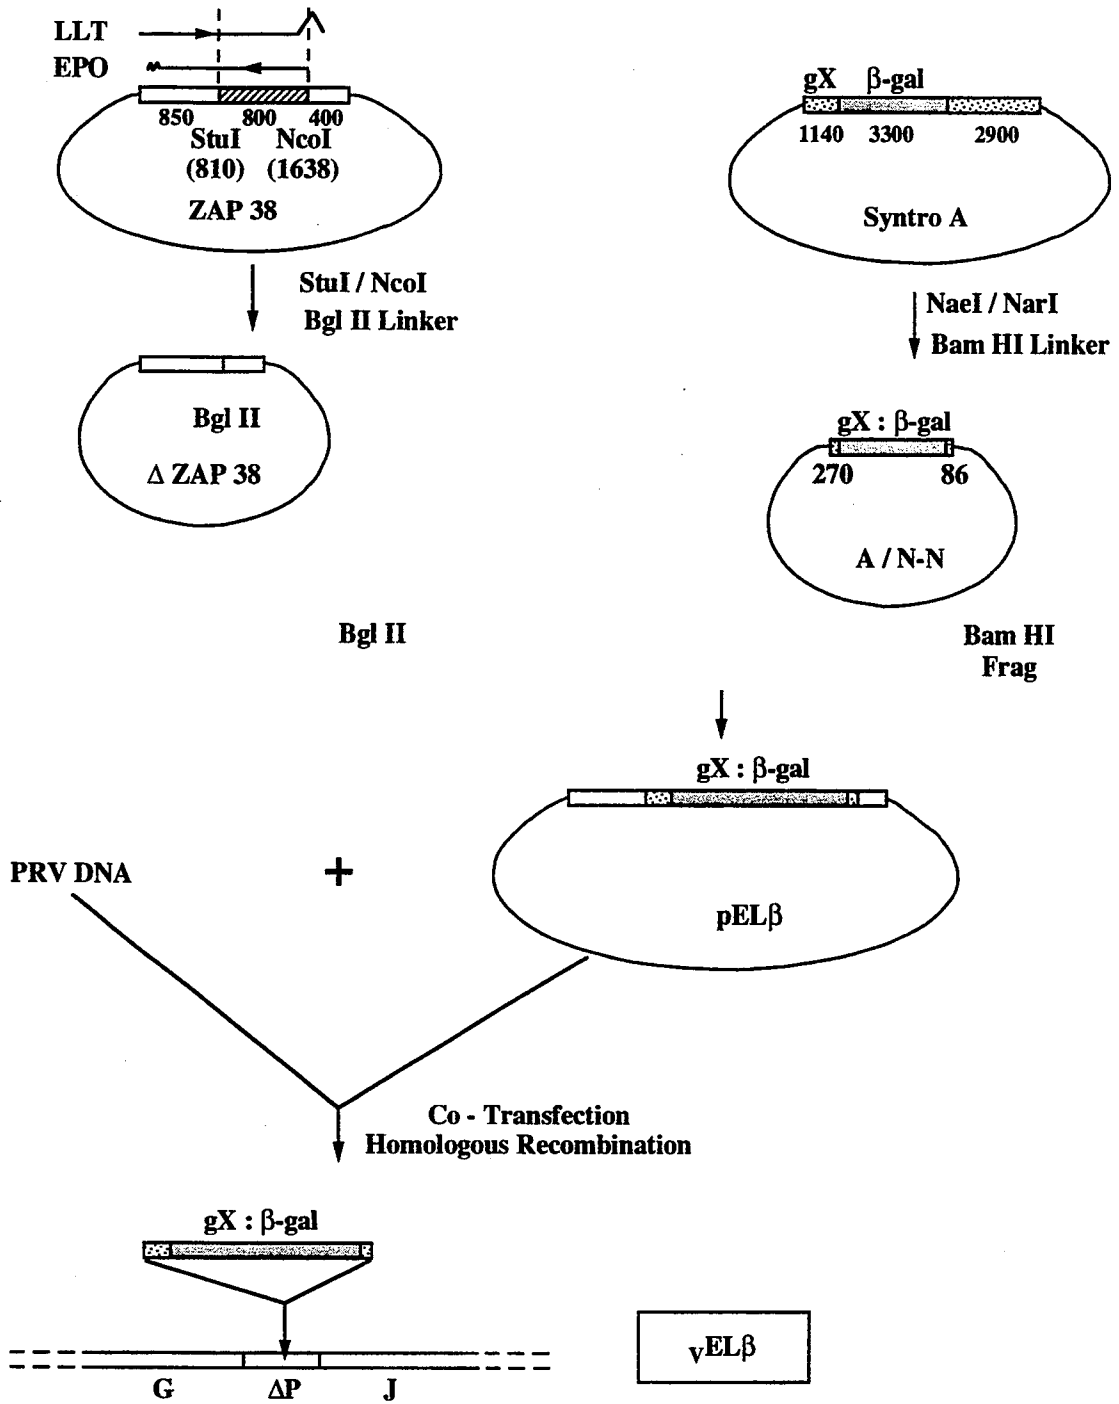 LLT
EPO
850 800 400
StuI NcoI
(810) (1638)
ZAP 38
gX β-gal
1140 3300 2900
Syntro A
StuI / NcoI
Bgl II Linker
NaeI / NarI
Bam HI Linker
Bgl II
Δ ZAP 38
gX : β-gal
270 86
A / N-N
Bgl II
Bam HI
Frag
gX : β-gal
PRV DNA
+
pELβ
Co - Transfection
Homologous Recombination
gX : β-gal
G ΔP J
vELβ